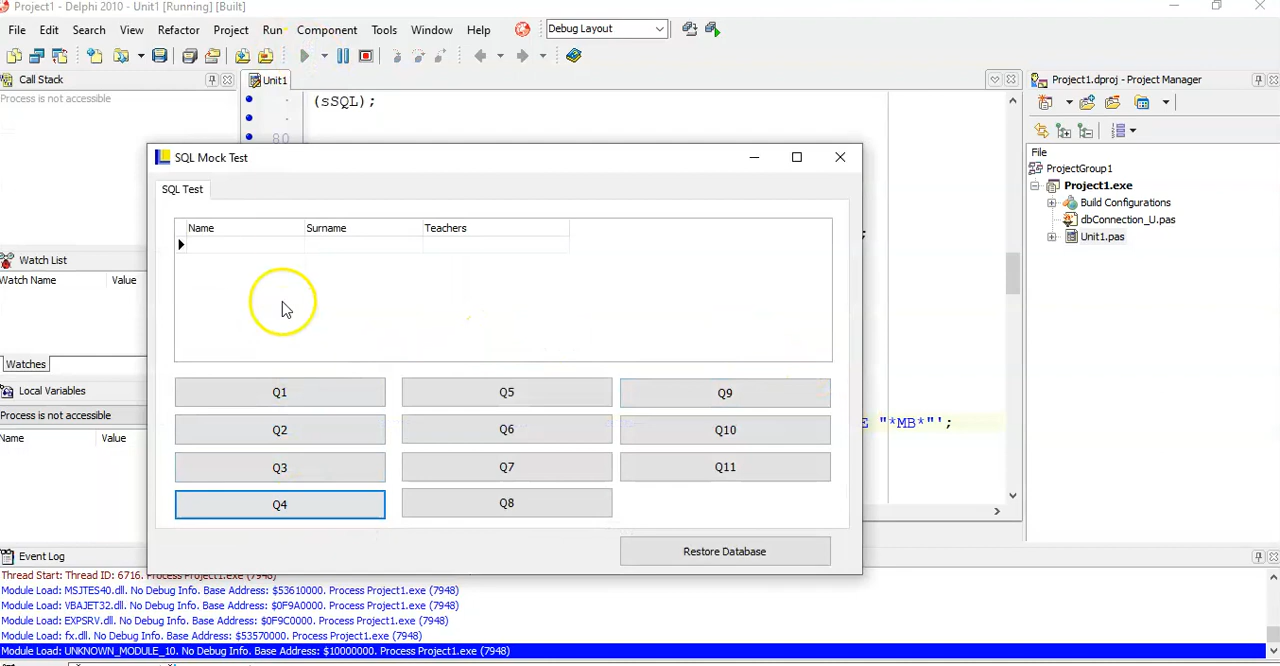 Project1 - Delphi 2010 - Unit1 [Running] [Built]
File Edit Search View Refactor Project Run Component Tools Window Help Debug Layout
Call Stack
Process is not accessible
Unit1
(sSQL);
80
;
E "*MB*"';
Watch List
Watch Name Value
Watches
Local Variables
Process is not accessible
Name Value
SQL Mock Test
SQL Test
Name Surname Teachers
Q1 Q5 Q9
Q2 Q6 Q10
Q3 Q7 Q11
Q4 Q8
Restore Database
Project1.dproj - Project Manager
File
ProjectGroup1
Project1.exe
Build Configurations
dbConnection_U.pas
Unit1.pas
Event Log
Thread Start: Thread ID: 6716. Process Project1.exe (7948)
Module Load: MSJTES40.dll. No Debug Info. Base Address: $53610000. Process Project1.exe (7948)
Module Load: VBAJET32.dll. No Debug Info. Base Address: $0F9A0000. Process Project1.exe (7948)
Module Load: EXPSRV.dll. No Debug Info. Base Address: $0F9C0000. Process Project1.exe (7948)
Module Load: fx.dll. No Debug Info. Base Address: $53570000. Process Project1.exe (7948)
Module Load: UNKNOWN_MODULE_10. No Debug Info. Base Address: $10000000. Process Project1.exe (7948)